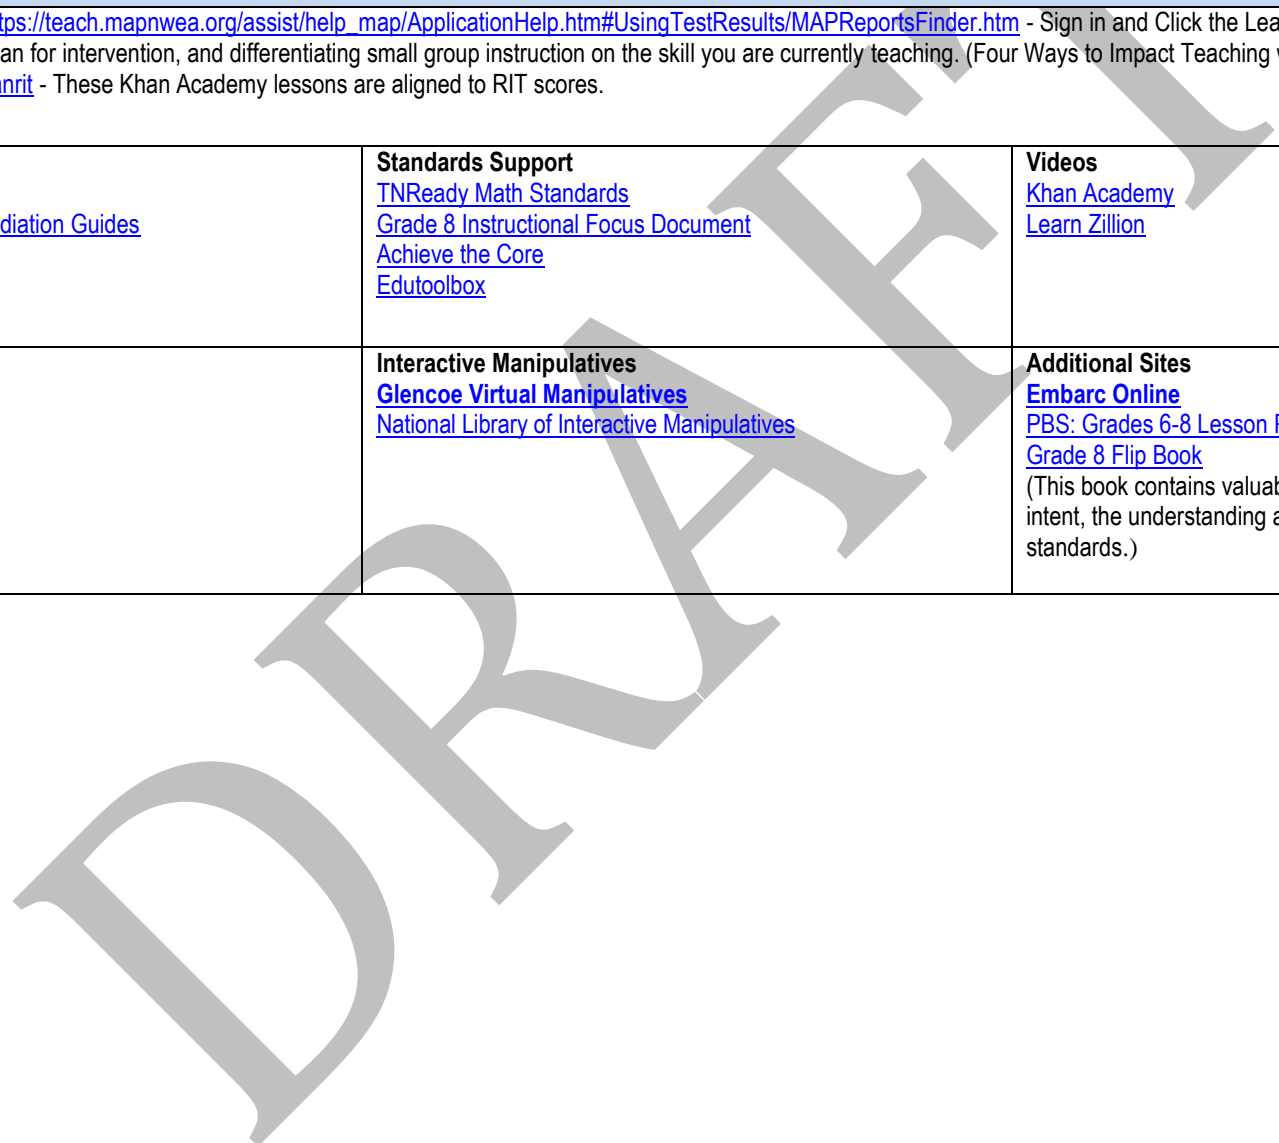 tps://teach.mapnwea.org/assist/help_map/ApplicationHelp.htm#UsingTestResults/MAPReportsFinder.htm - Sign in and Click the Lea
an for intervention, and differentiating small group instruction on the skill you are currently teaching. (Four Ways to Impact Teaching
nrit - These Khan Academy lessons are aligned to RIT scores.
diation Guides
Standards Support
TNReady Math Standards
Grade 8 Instructional Focus Document
Achieve the Core
Edutoolbox
Videos
Khan Academy
Learn Zillion
Interactive Manipulatives
Glencoe Virtual Manipulatives
National Library of Interactive Manipulatives
Additional Sites
Embarc Online
PBS: Grades 6-8 Lesson
Grade 8 Flip Book
(This book contains valuab
intent, the understanding a
standards.)
DRAFT